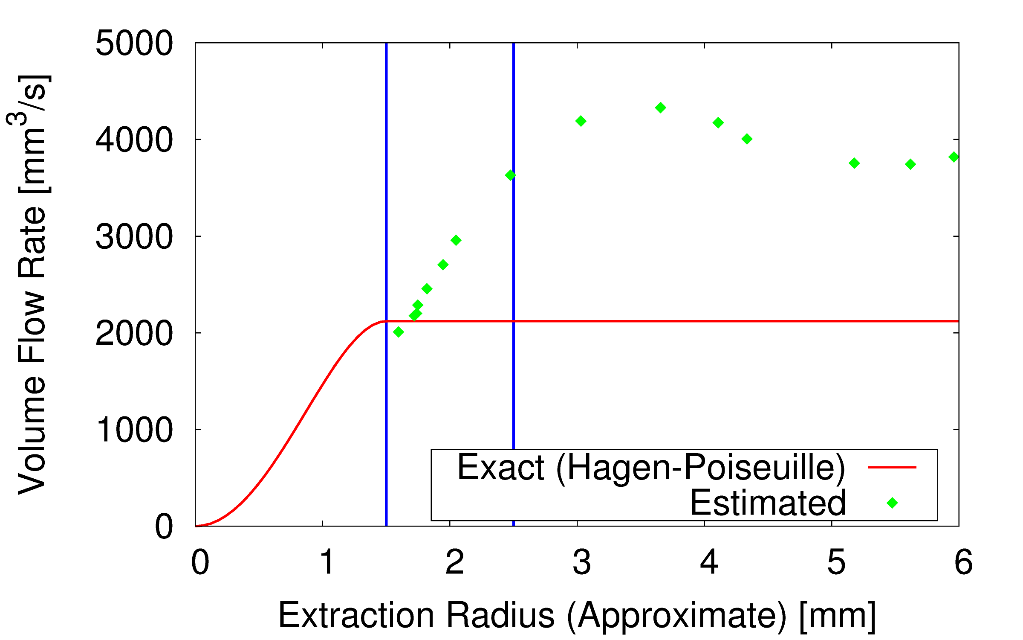 5000
4000
3000
2000
1000
0
Volume Flow Rate [mm³/s]
Exact (Hagen-Poiseuille)
Estimated
0 1 2 3 4 5 6
Extraction Radius (Approximate) [mm]